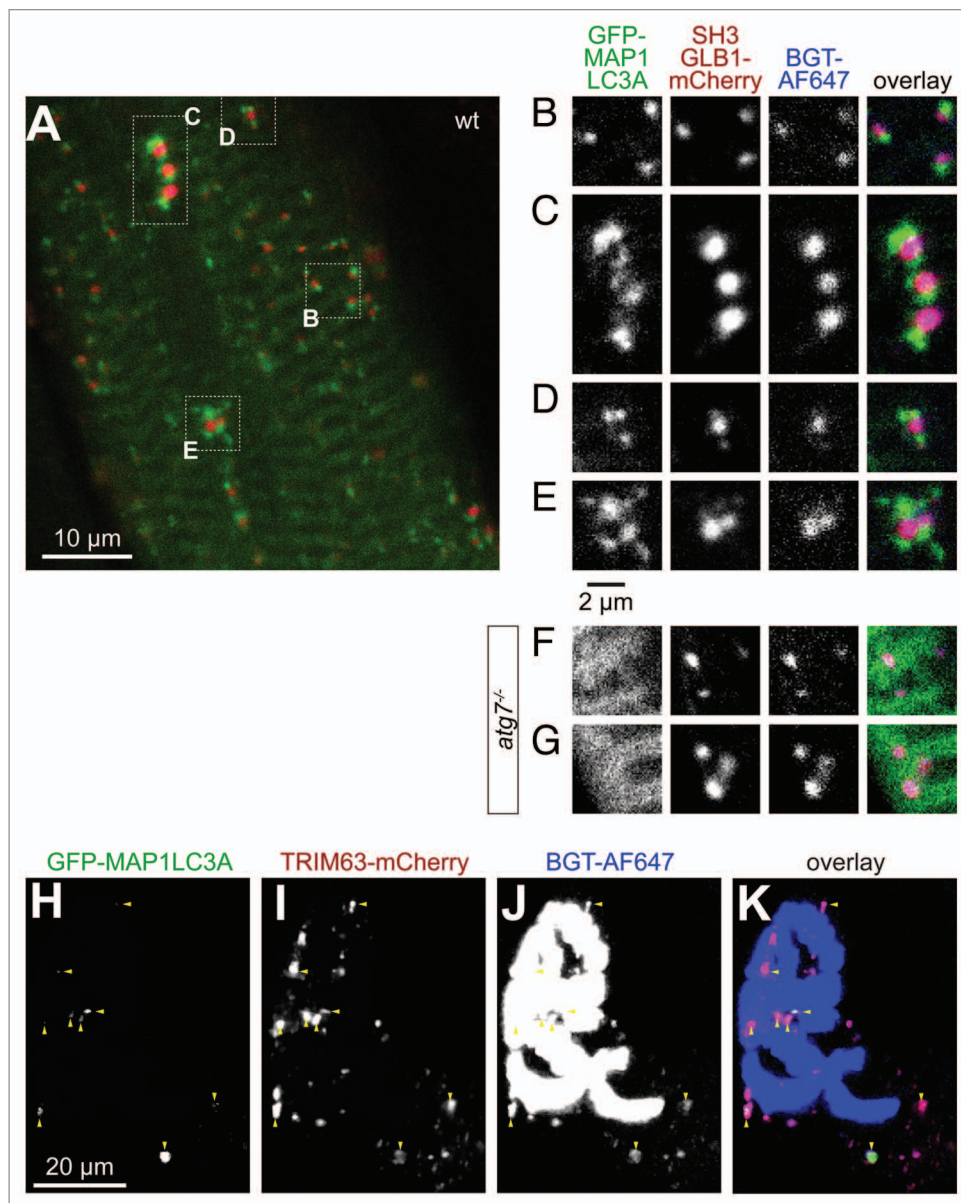 GFP-
MAP1
LC3A
SH3
GLB1-
mCherry
BGT-
AF647
overlay
A
wt
C
D
B
E
10 µm
B
C
D
E
2 µm
atg7-/-
F
G
GFP-MAP1LC3A
TRIM63-mCherry
BGT-AF647
overlay
H
I
J
K
20 µm